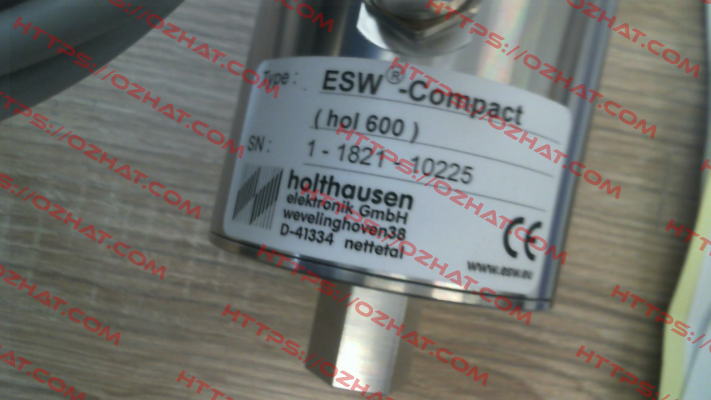 Type: ESW®-Compact
(hol 600)
SN: 1-1821-10225
holthausen
elektronik GmbH
wevelinghoven38
D-41334 nettetal
CE
www.esw.eu
HTTPS://OZHAT.COM